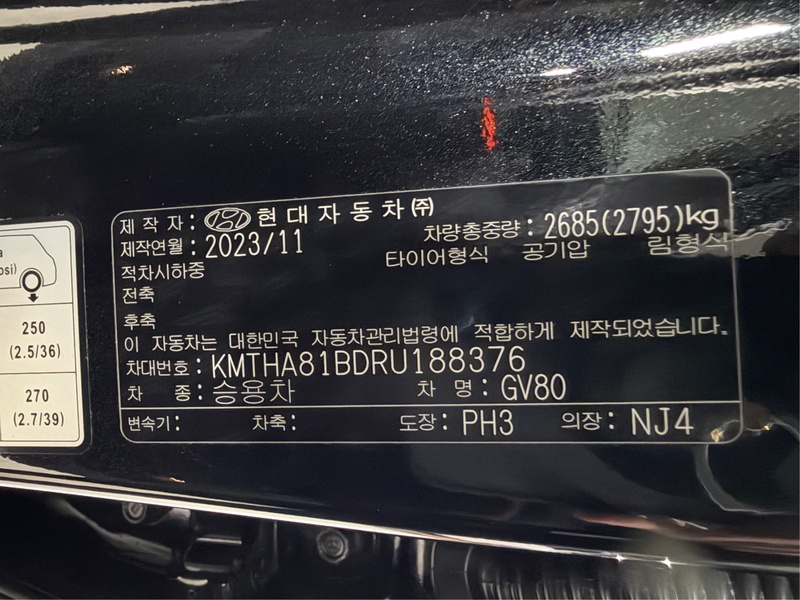 제 작 자 : 현 대 자 동 차 ㈜
제작연월 : 2023/11
차량총중량 : 2685(2795)kg
적차시하중
타이어형식 공기압 림형식
전축
후축
이 자동차는 대한민국 자동차관리법령에 적합하게 제작되었습니다.
차대번호 : KMTHA81BDRU188376
차 종 : 승용차 차 명 : GV80
변속기 : 차축 : 도장 : PH3 의장 : NJ4
a
osi)
250
(2.5/36)
270
(2.7/39)